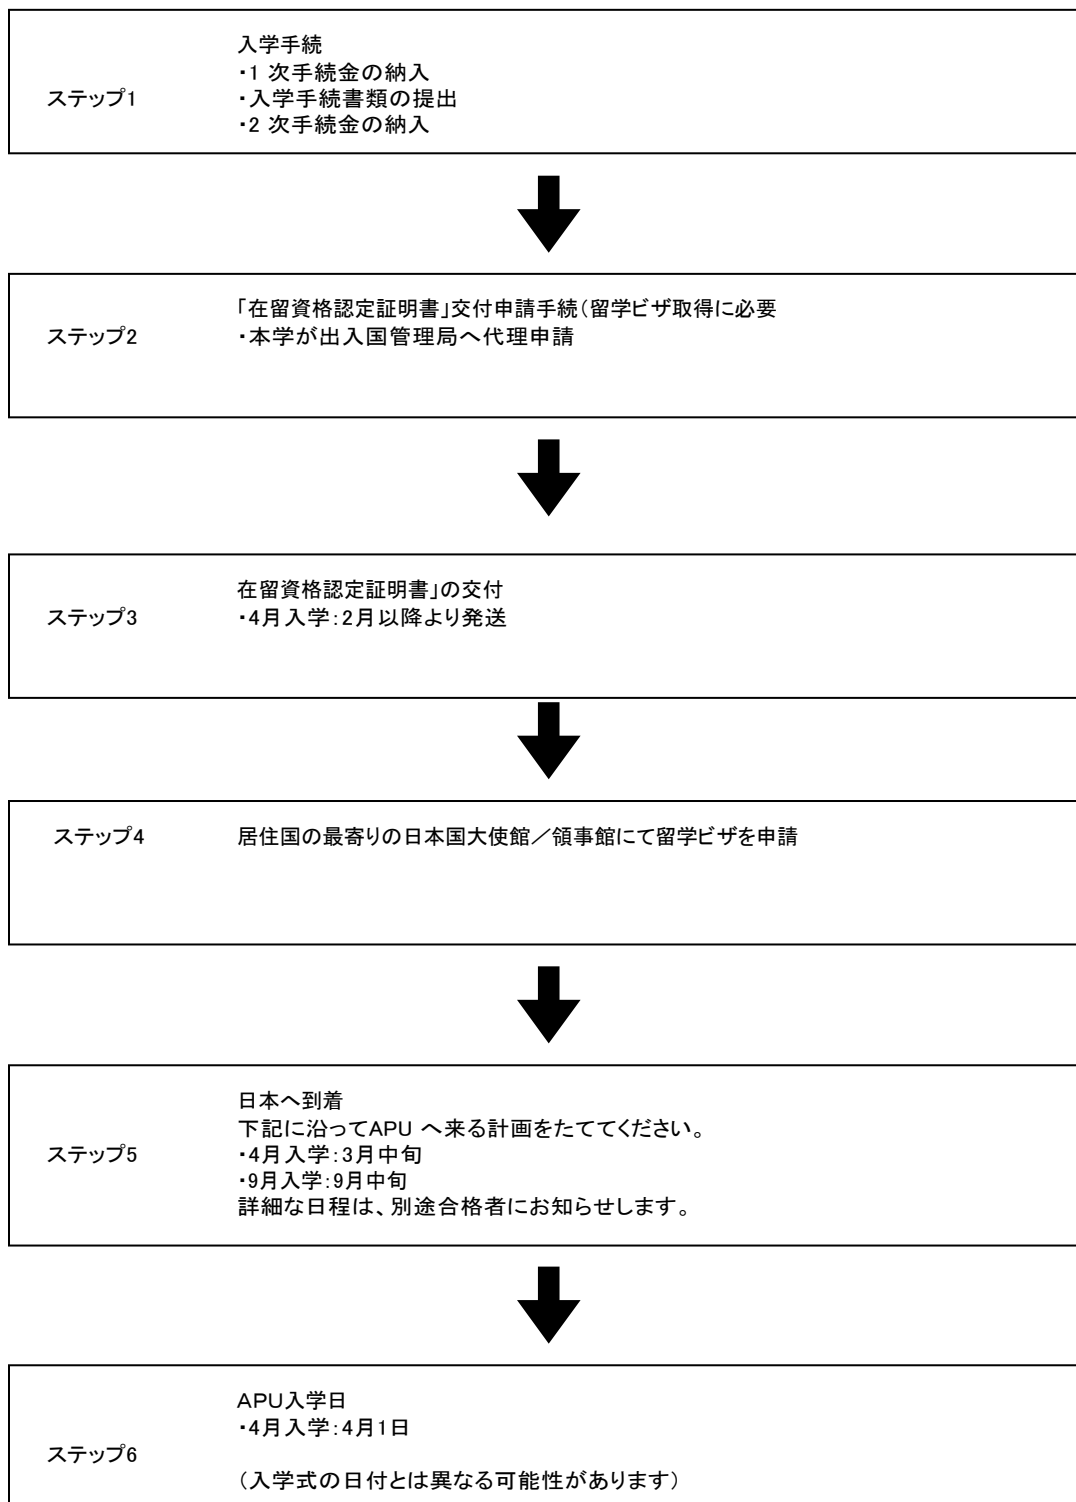 入学手続
・1 次手続金の納入
ステップ1
・入学手続書類の提出
・2 次手続金の納入
「在留資格認定証明書」交付申請手続(留学ビザ取得に必要
ステップ2
・本学が出入国管理局へ代理申請
在留資格認定証明書」の交付
ステップ3
・4月入学:2月以降より発送
ステップ4
居住国の最寄りの日本国大使館/領事館にて留学ビザを申請
日本へ到着
下記に沿ってAPU へ来る計画をたててください。
ステップ5
・4月入学:3月中旬
・9月入学:9月中旬
詳細な日程は、別途合格者にお知らせします。
APU入学日
・4月入学:4月1日
ステップ6
(入学式の日付とは異なる可能性があります)